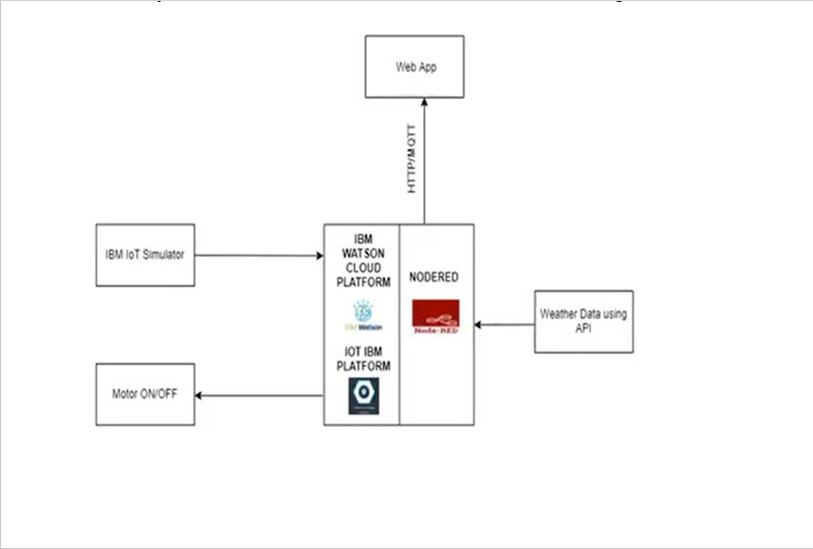 Web App
HTTP/MQTT
IBM IoT Simulator
IBM
WATSON
CLOUD
PLATFORM
NODERED
IBM Watson
Node-RED
Weather Data using
API
IOT IBM
PLATFORM
Motor ON/OFF